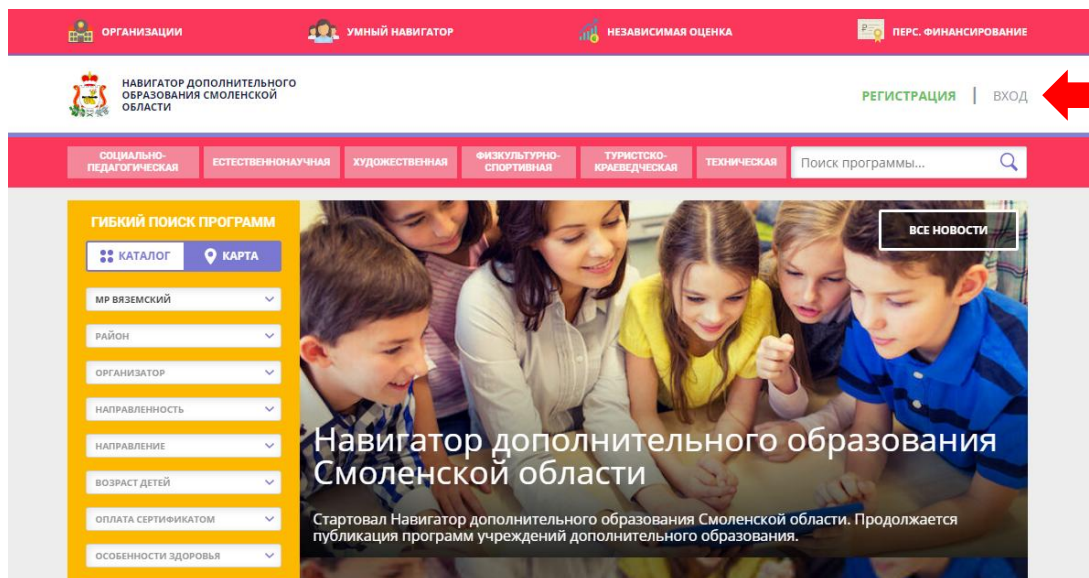 ОРГАНИЗАЦИИ
УМНЫЙ НАВИГАТОР
НЕЗАВИСИМАЯ ОЦЕНКА
ПЕРС. ФИНАНСИРОВАНИЕ
НАВИГАТОР ДОПОЛНИТЕЛЬНОГО
ОБРАЗОВАНИЯ СМОЛЕНСКОЙ
ОБЛАСТИ
РЕГИСТРАЦИЯ | ВХОД
СОЦИАЛЬНО-
ПЕДАГОГИЧЕСКАЯ
ЕСТЕСТВЕННОНАУЧНАЯ
ХУДОЖЕСТВЕННАЯ
ФИЗКУЛЬТУРНО-
СПОРТИВНАЯ
ТУРИСТСКО-
КРАЕВЕДЧЕСКАЯ
ТЕХНИЧЕСКАЯ
Поиск программы...
ГИБКИЙ ПОИСК ПРОГРАММ
КАТАЛОГ
КАРТА
МР ВЯЗЕМСКИЙ
РАЙОН
ОРГАНИЗАТОР
НАПРАВЛЕННОСТЬ
НАПРАВЛЕНИЕ
ВОЗРАСТ ДЕТЕЙ
ОПЛАТА СЕРТИФИКАТОМ
ОСОБЕННОСТИ ЗДОРОВЬЯ
ВСЕ НОВОСТИ
Навигатор дополнительного образования
Смоленской области
Стартовал Навигатор дополнительного образования Смоленской области. Продолжается
публикация программ учреждений дополнительного образования.